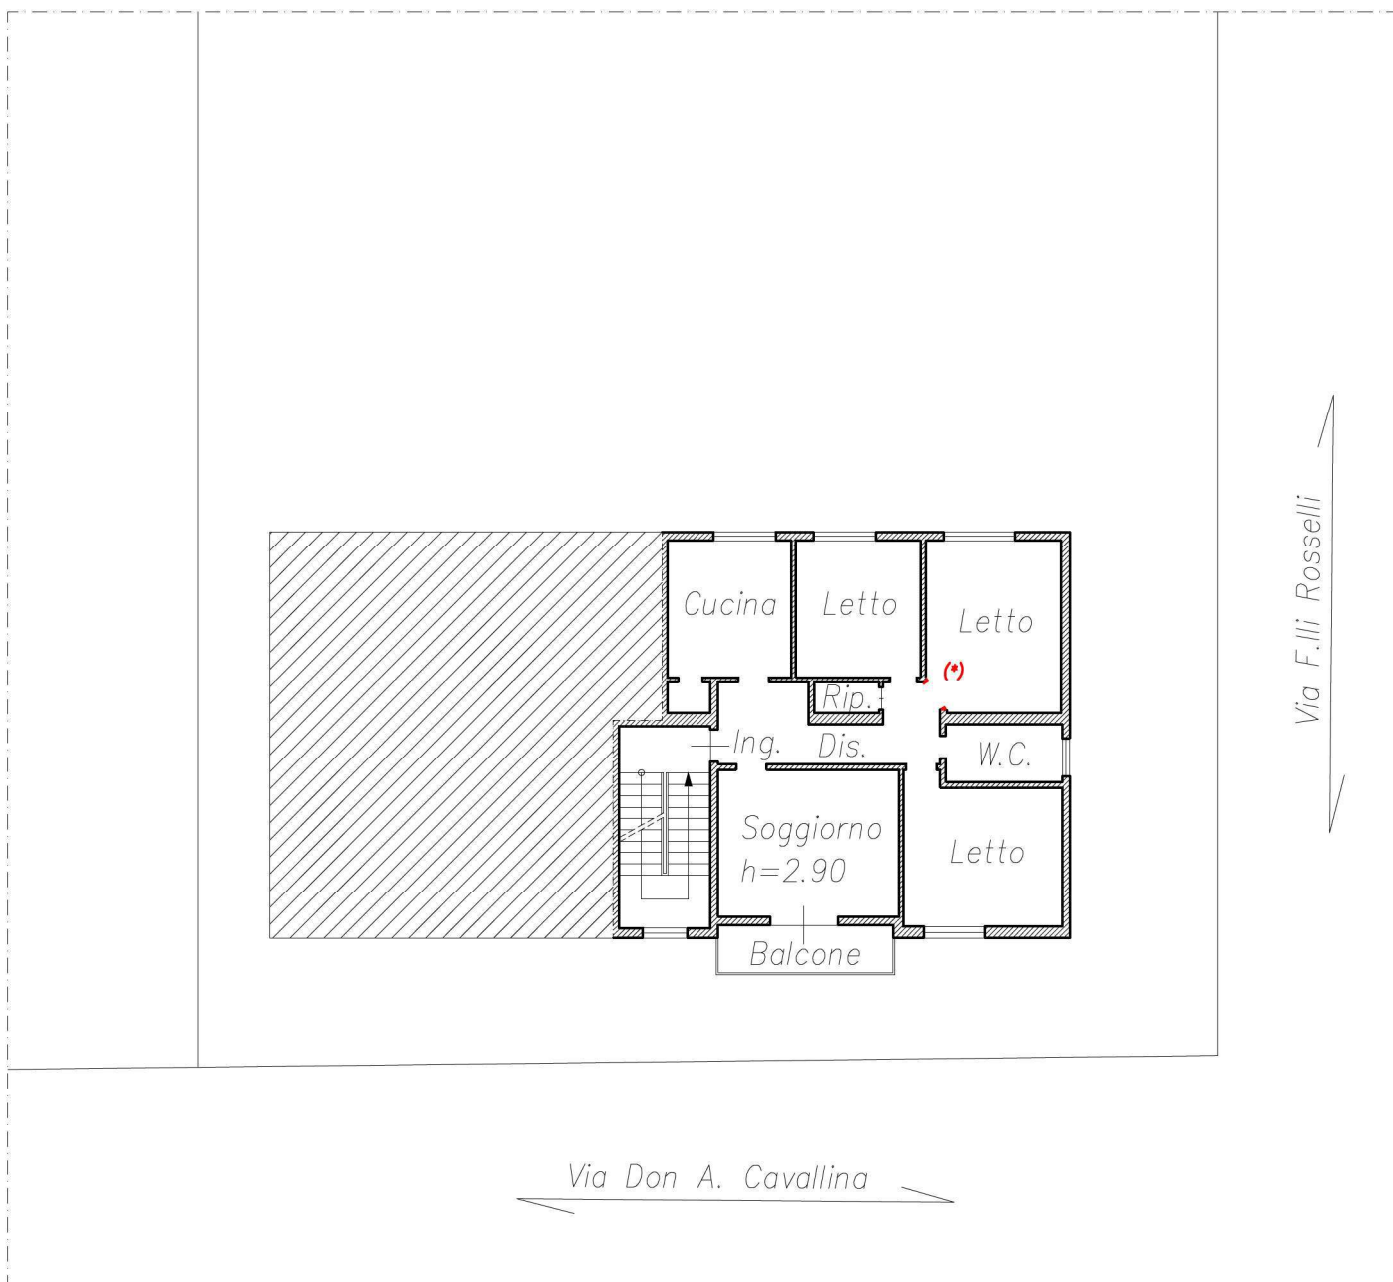 Via F.lli Rosselli
Cucina
Letto
Letto
(*)
Rip.
Ing.
Dis.
W.C.
Soggiorno
h=2.90
Letto
Balcone
Via Don A. Cavallina